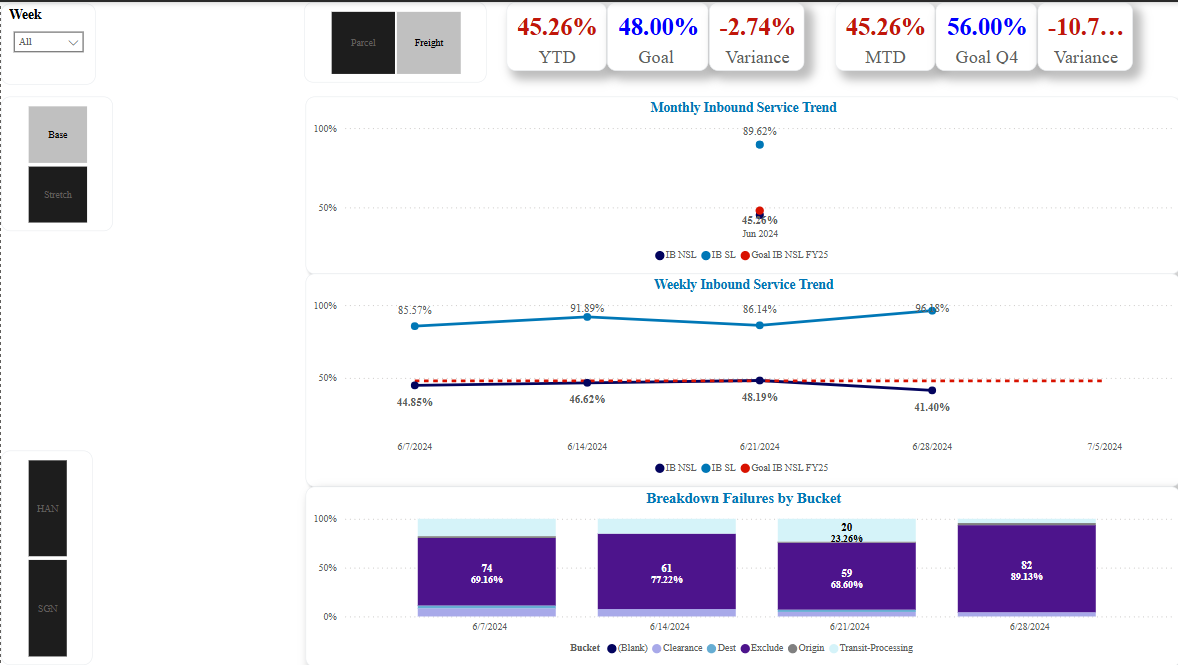 Week
All
Parcel
Freight
45.26%
YTD
48.00%
Goal
-2.74%
Variance
45.26%
MTD
56.00%
Goal Q4
-10.7…
Variance
Base
Stretch
HAN
SGN
Monthly Inbound Service Trend
100%
50%
89.62%
45.26%
Jun 2024
IB NSL IB SL Goal IB NSL FY25
Weekly Inbound Service Trend
100%
50%
85.57% 91.89% 86.14% 96.18%
44.85% 46.62% 48.19% 41.40%
6/7/2024 6/14/2024 6/21/2024 6/28/2024 7/5/2024
IB NSL IB SL Goal IB NSL FY25
Breakdown Failures by Bucket
100%
50%
0%
74
69.16%
61
77.22%
20
23.26%
59
68.60%
82
89.13%
6/7/2024 6/14/2024 6/21/2024 6/28/2024
Bucket (Blank) Clearance Dest Exclude Origin Transit-Processing